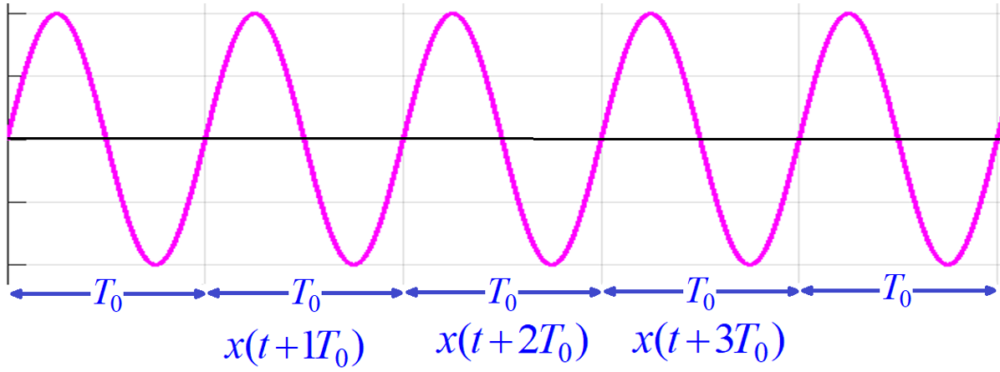 T₀ T₀ T₀ T₀ T₀
x(t+1T₀) x(t+2T₀) x(t+3T₀)